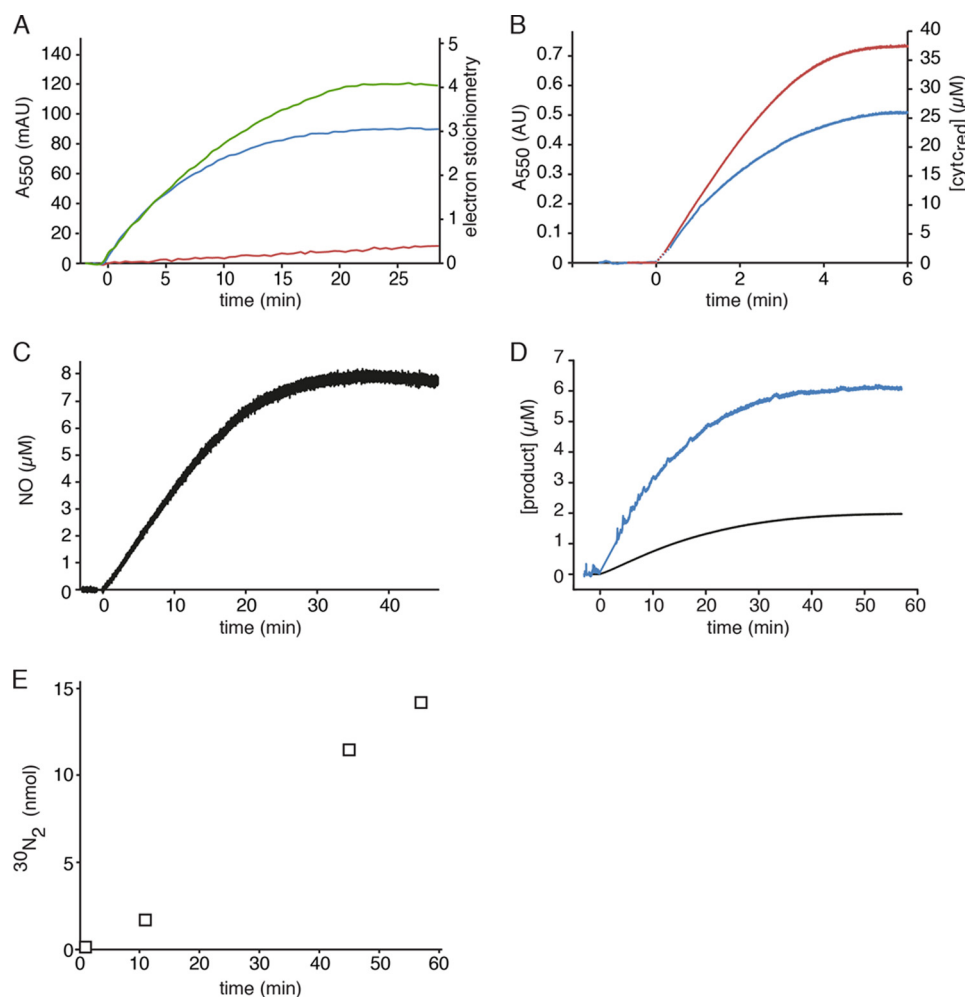 A
A550 (mAU)
140
120
100
80
60
40
20
0
5
4
3
2
1
0
electron stoichiometry
0 5 10 15 20 25
time (min)
B
A550 (AU)
0.7
0.6
0.5
0.4
0.3
0.2
0.1
0
40
35
30
25
20
15
10
5
0
[cytcred] (μM)
0 2 4 6
time (min)
C
NO (μM)
8
7
6
5
4
3
2
1
0
0 10 20 30 40
time (min)
D
[product] (μM)
7
6
5
4
3
2
1
0
0 10 20 30 40 50 60
time (min)
E
30N2 (nmol)
15
10
5
0
0 10 20 30 40 50 60
time (min)